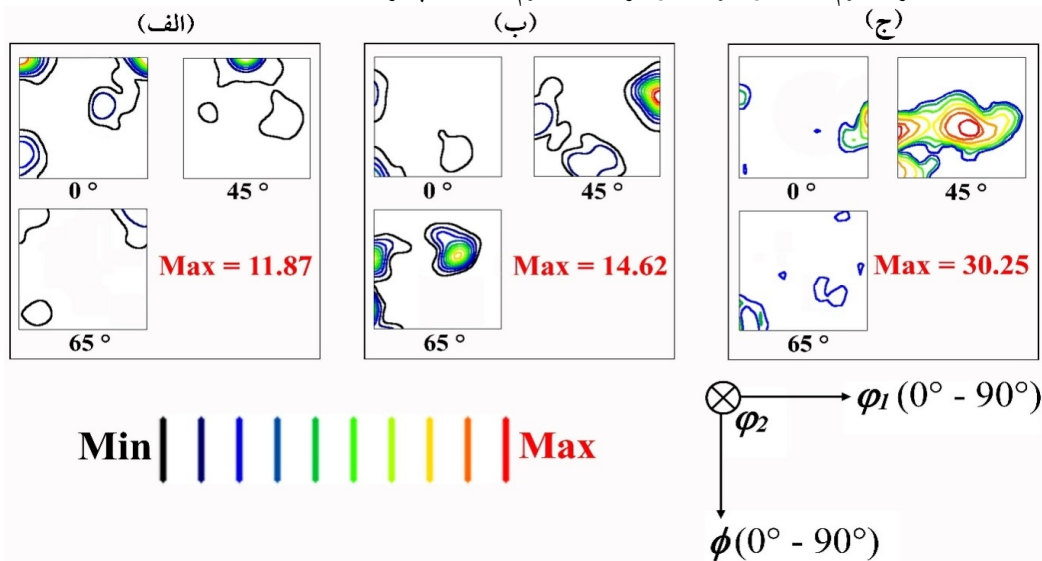 (الف)
(ب)
(ج)
0 °
45 °
65 °
Max = 11.87
0 °
45 °
65 °
Max = 14.62
0 °
45 °
65 °
Max = 30.25
Min
Max
φ1 (0° - 90°)
φ2
ϕ (0° - 90°)